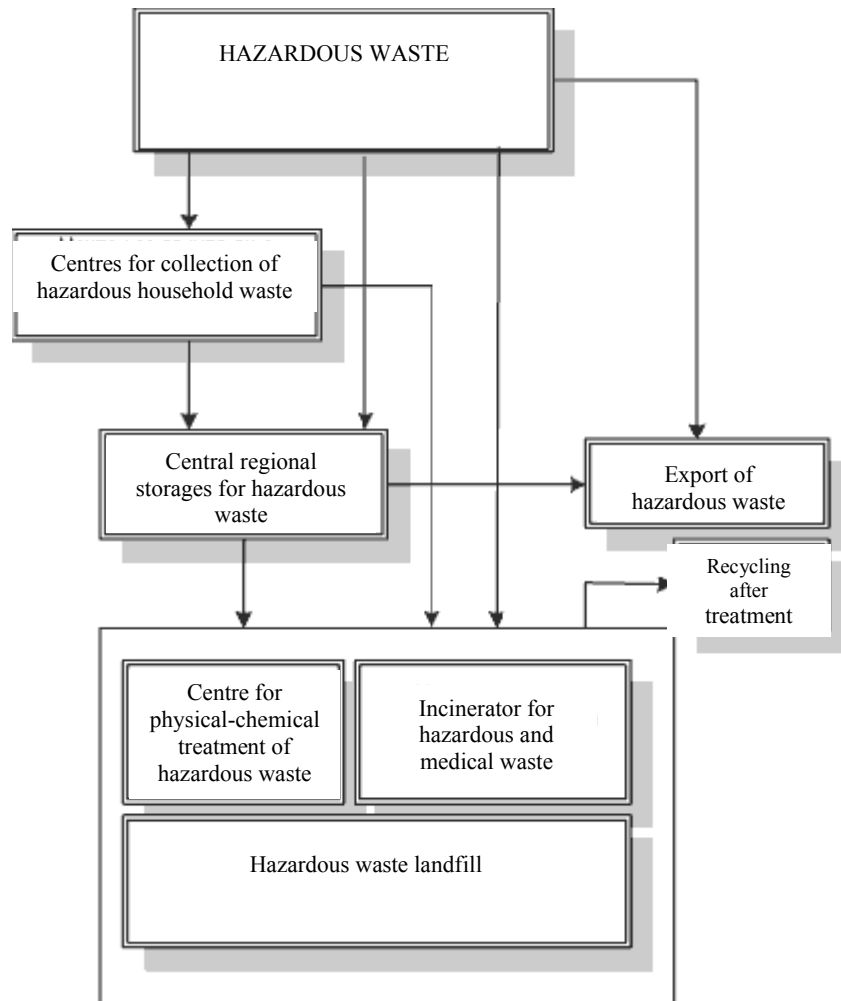 HAZARDOUS WASTE
Centres for collection of
hazardous household waste
Central regional
storages for hazardous
waste
Export of
hazardous waste
Recycling
after
treatment
Centre for
physical-chemical
treatment of
hazardous waste
Incinerator for
hazardous and
medical waste
Hazardous waste landfill